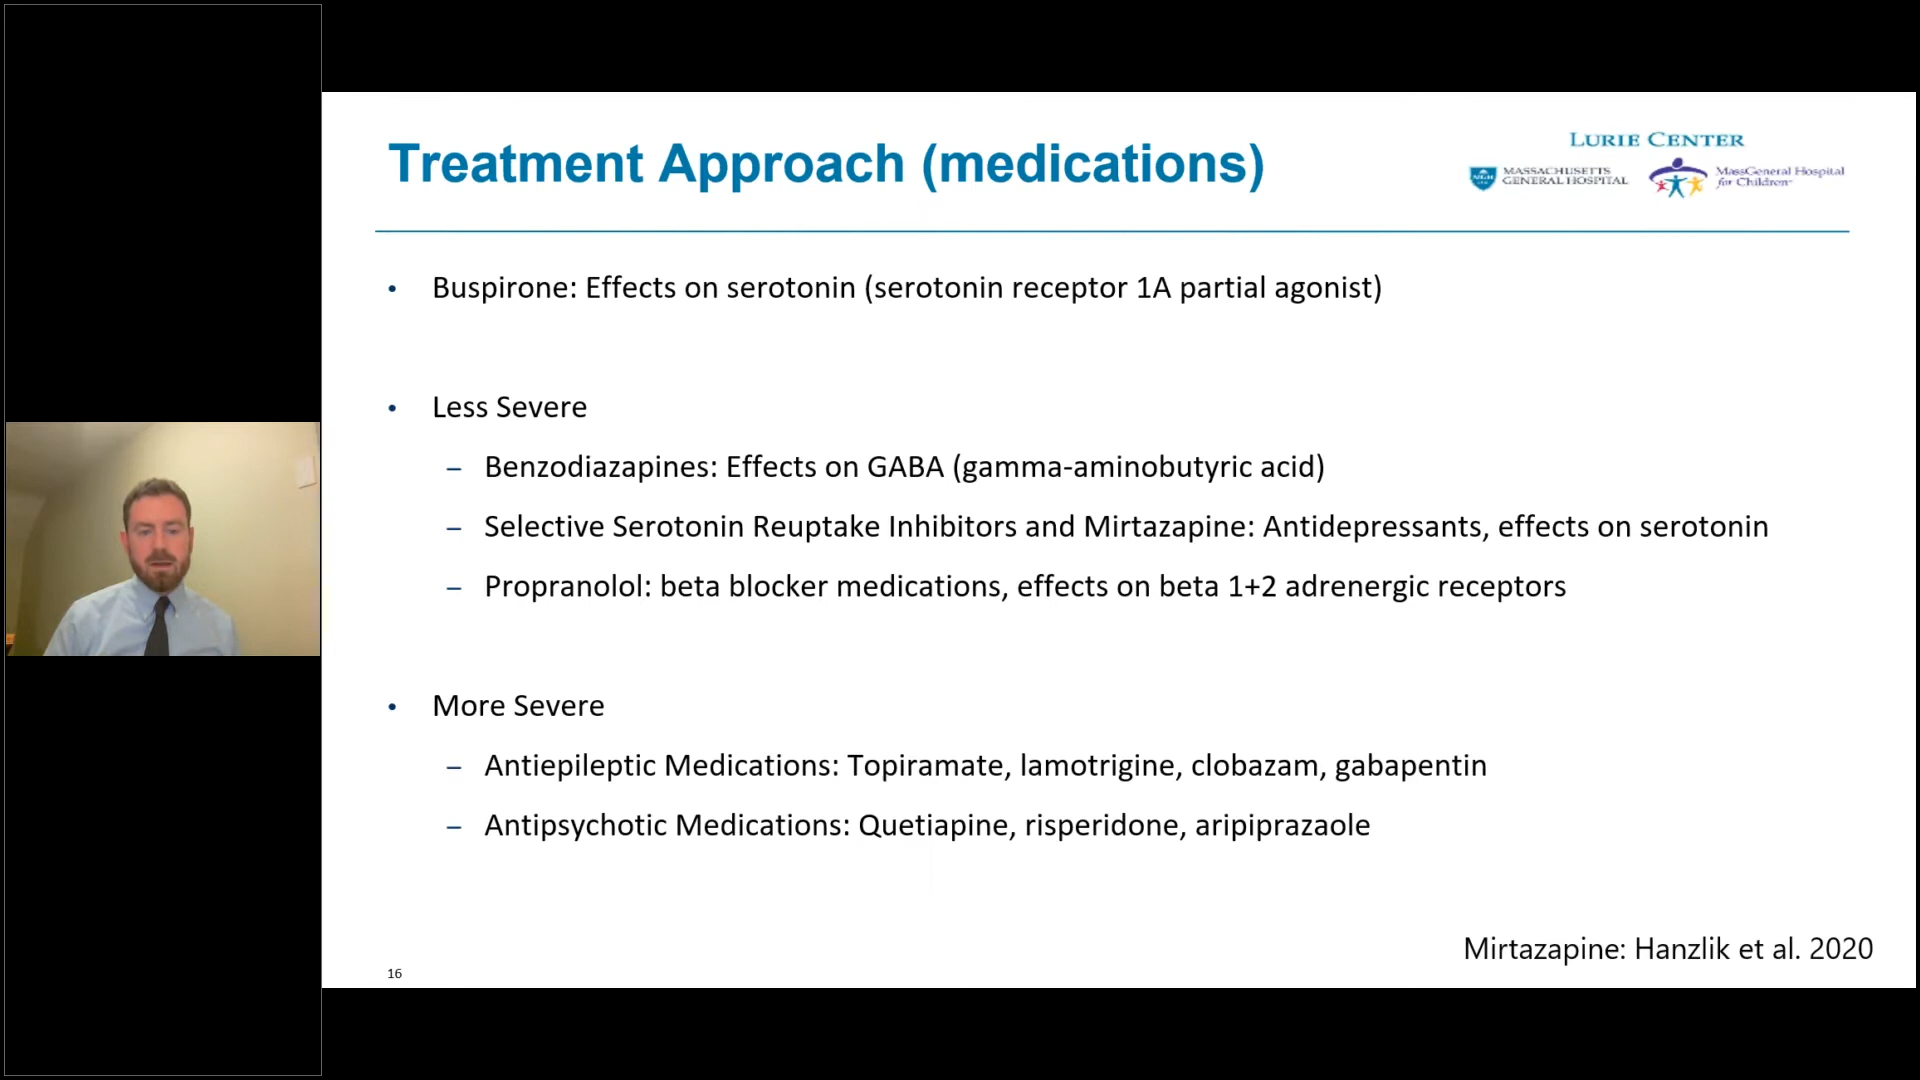 Treatment Approach (medications)
LURIE CENTER
MASSACHUSETTS
GENERAL HOSPITAL
MassGeneral Hospital
for Children
• Buspirone: Effects on serotonin (serotonin receptor 1A partial agonist)
• Less Severe
– Benzodiazapines: Effects on GABA (gamma-aminobutyric acid)
– Selective Serotonin Reuptake Inhibitors and Mirtazapine: Antidepressants, effects on serotonin
– Propranolol: beta blocker medications, effects on beta 1+2 adrenergic receptors
• More Severe
– Antiepileptic Medications: Topiramate, lamotrigine, clobazam, gabapentin
– Antipsychotic Medications: Quetiapine, risperidone, aripiprazaole
Mirtazapine: Hanzlik et al. 2020
16